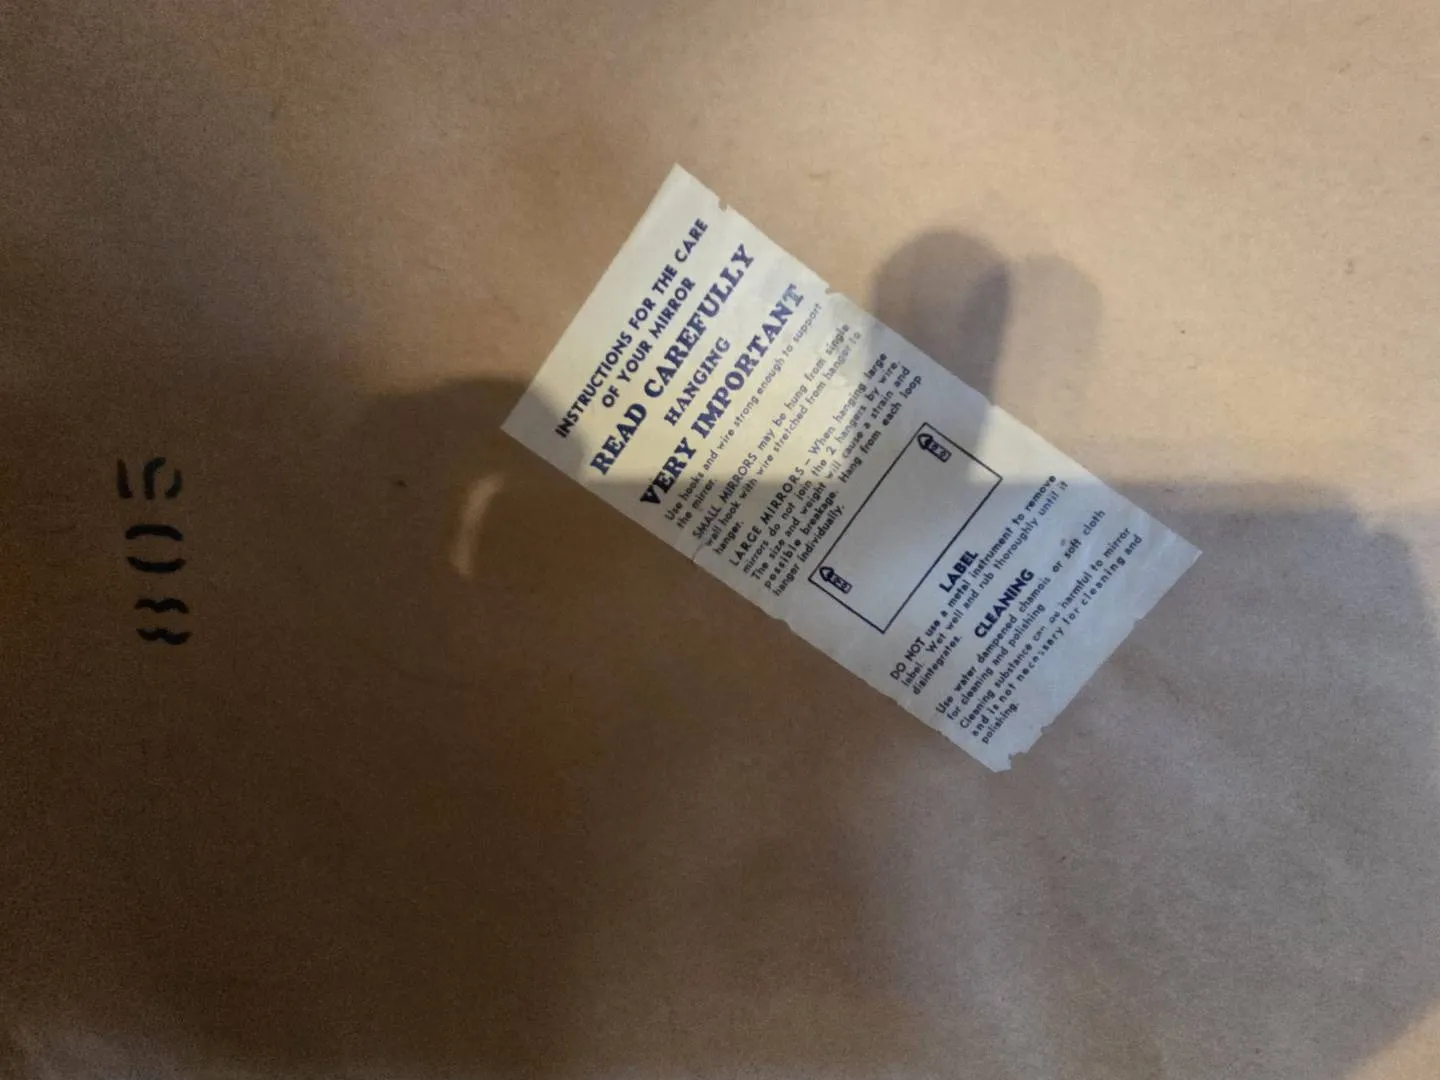 INSTRUCTIONS FOR THE CARE
OF YOUR MIRROR
READ CAREFULLY
HANGING
VERY IMPORTANT
Use hooks and wire strong enough to support
the mirror.
SMALL MIRRORS may be hung from single
wall hook with wire stretched from hanger to
hanger.
LARGE MIRRORS – When hanging large
mirrors do not join the 2 hangers by wire.
The size and weight will cause a strain and
possible breakage. Hang from each loop
hanger individually.
LABEL
DO NOT use a metal instrument to remove
label. Wet well and rub thoroughly until it
disintegrates.
CLEANING
Use water dampened chamois or soft cloth
for cleaning and polishing
Cleaning substance can be harmful to mirror
and is not necessary for cleaning and
polishing.
8305